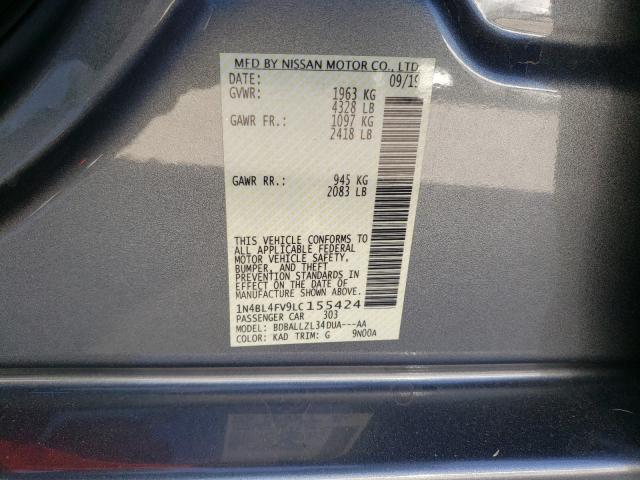 MFD BY NISSAN MOTOR CO., LTD
DATE: 09/19
GVWR: 1963 KG
4328 LB
GAWR FR.: 1097 KG
2418 LB
GAWR RR.: 945 KG
2083 LB
THIS VEHICLE CONFORMS TO
ALL APPLICABLE FEDERAL
MOTOR VEHICLE SAFETY,
BUMPER, AND THEFT
PREVENTION STANDARDS IN
EFFECT ON THE DATE OF
MANUFACTURE SHOWN ABOVE.
1N4BL4FV9LC155424
PASSENGER CAR 303
MODEL: BDBALLZL34DUA---AA
COLOR: KAD TRIM: G 9N00A